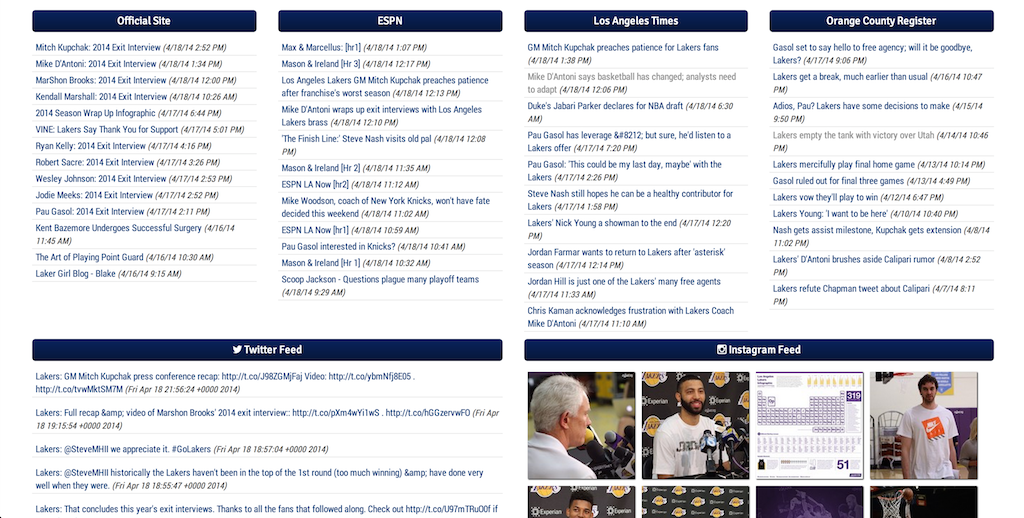 Official Site
Mitch Kupchak: 2014 Exit Interview (4/18/14 2:52 PM)
Mike D'Antoni: 2014 Exit Interview (4/18/14 1:34 PM)
MarShon Brooks: 2014 Exit Interview (4/18/14 12:00 PM)
Kendall Marshall: 2014 Exit Interview (4/18/14 10:26 AM)
2014 Season Wrap Up Infographic (4/17/14 6:44 PM)
VINE: Lakers Say Thank You for Support (4/17/14 5:01 PM)
Ryan Kelly: 2014 Exit Interview (4/17/14 4:16 PM)
Robert Sacre: 2014 Exit Interview (4/17/14 3:26 PM)
Wesley Johnson: 2014 Exit Interview (4/17/14 2:53 PM)
Jodie Meeks: 2014 Exit Interview (4/17/14 2:52 PM)
Pau Gasol: 2014 Exit Interview (4/17/14 2:11 PM)
Kent Bazemore Undergoes Successful Surgery (4/16/14
11:45 AM)
The Art of Playing Point Guard (4/16/14 10:30 AM)
Laker Girl Blog - Blake (4/16/14 9:15 AM)
ESPN
Max & Marcellus: [hr1] (4/18/14 1:07 PM)
Mason & Ireland [Hr 3] (4/18/14 12:17 PM)
Los Angeles Lakers GM Mitch Kupchak preaches patience
after franchise's worst season (4/18/14 12:13 PM)
Mike D'Antoni wraps up exit interviews with Los Angeles
Lakers brass (4/18/14 12:10 PM)
'The Finish Line:' Steve Nash visits old pal (4/18/14 12:08
PM)
Mason & Ireland [Hr 2] (4/18/14 11:35 AM)
ESPN LA Now [Hr2] (4/18/14 11:12 AM)
Mike Woodson, coach of New York Knicks, won't have fate
decided this weekend (4/18/14 11:02 AM)
ESPN LA Now [Hr1] (4/18/14 10:59 AM)
Pau Gasol interested in Knicks? (4/18/14 10:41 AM)
Mason & Ireland [Hr 1] (4/18/14 10:32 AM)
Scoop Jackson - Questions plague many playoff teams
(4/18/14 9:29 AM)
Los Angeles Times
GM Mitch Kupchak preaches patience for Lakers fans
(4/18/14 1:38 PM)
Mike D'Antoni says basketball has changed; analysts need
to adapt (4/18/14 12:06 PM)
Duke's Jabari Parker declares for NBA draft (4/18/14 6:30
AM)
Pau Gasol has leverage &#8212; but sure, he'd listen to a
Lakers offer (4/17/14 7:20 PM)
Pau Gasol: 'This could be my last day, maybe' with the
Lakers (4/17/14 2:26 PM)
Steve Nash still hopes he can be a healthy contributor for
Lakers (4/17/14 1:58 PM)
Lakers' Nick Young a showman to the end (4/17/14 12:20
PM)
Jordan Farmar wants to return to Lakers after 'asterisk'
season (4/17/14 12:14 PM)
Jordan Hill is just one of the Lakers' many free agents
(4/17/14 11:33 AM)
Chris Kaman acknowledges frustration with Lakers Coach
Mike D'Antoni (4/17/14 11:10 AM)
Orange County Register
Gasol set to say hello to free agency; will it be goodbye,
Lakers? (4/17/14 9:06 PM)
Lakers get a break, much earlier than usual (4/16/14 10:47
PM)
Adios, Pau? Lakers have some decisions to make (4/15/14
9:50 PM)
Lakers empty the tank with victory over Utah (4/14/14 10:46
PM)
Lakers mercifully play final home game (4/13/14 10:14 PM)
Gasol ruled out for final three games (4/13/14 4:49 PM)
Lakers vow they'll play to win (4/12/14 6:47 PM)
Lakers Young: 'I want to be here' (4/10/14 10:40 PM)
Nash gets assist milestone, Kupchak gets extension (4/8/14
11:02 PM)
Lakers' D'Antoni brushes aside Calipari rumor (4/8/14 2:52
PM)
Lakers refute Chapman tweet about Calipari (4/7/14 8:11
PM)
Twitter Feed
Lakers: GM Mitch Kupchak press conference recap: http://t.co/J98ZGMjFaj Video: http://t.co/ybmNfj8E05 .
http://t.co/tvwMktSM7M (Fri Apr 18 21:56:24 +0000 2014)
Lakers: Full recap &amp; video of Marshon Brooks' 2014 exit interview:: http://t.co/pXm4wYi1wS . http://t.co/hGGzervwFO (Fri Apr
18 19:15:54 +0000 2014)
Lakers: @SteveMHII we appreciate it. #GoLakers (Fri Apr 18 18:57:04 +0000 2014)
Lakers: @SteveMHII historically the Lakers haven't been in the top of the 1st round (too much winning) &amp; have done very
well when they were. (Fri Apr 18 18:55:47 +0000 2014)
Lakers: That concludes this year's exit interviews. Thanks to all the fans that followed along. Check out http://t.co/U97mTRuO0f if
Instagram Feed
Experian
319
51
Experian